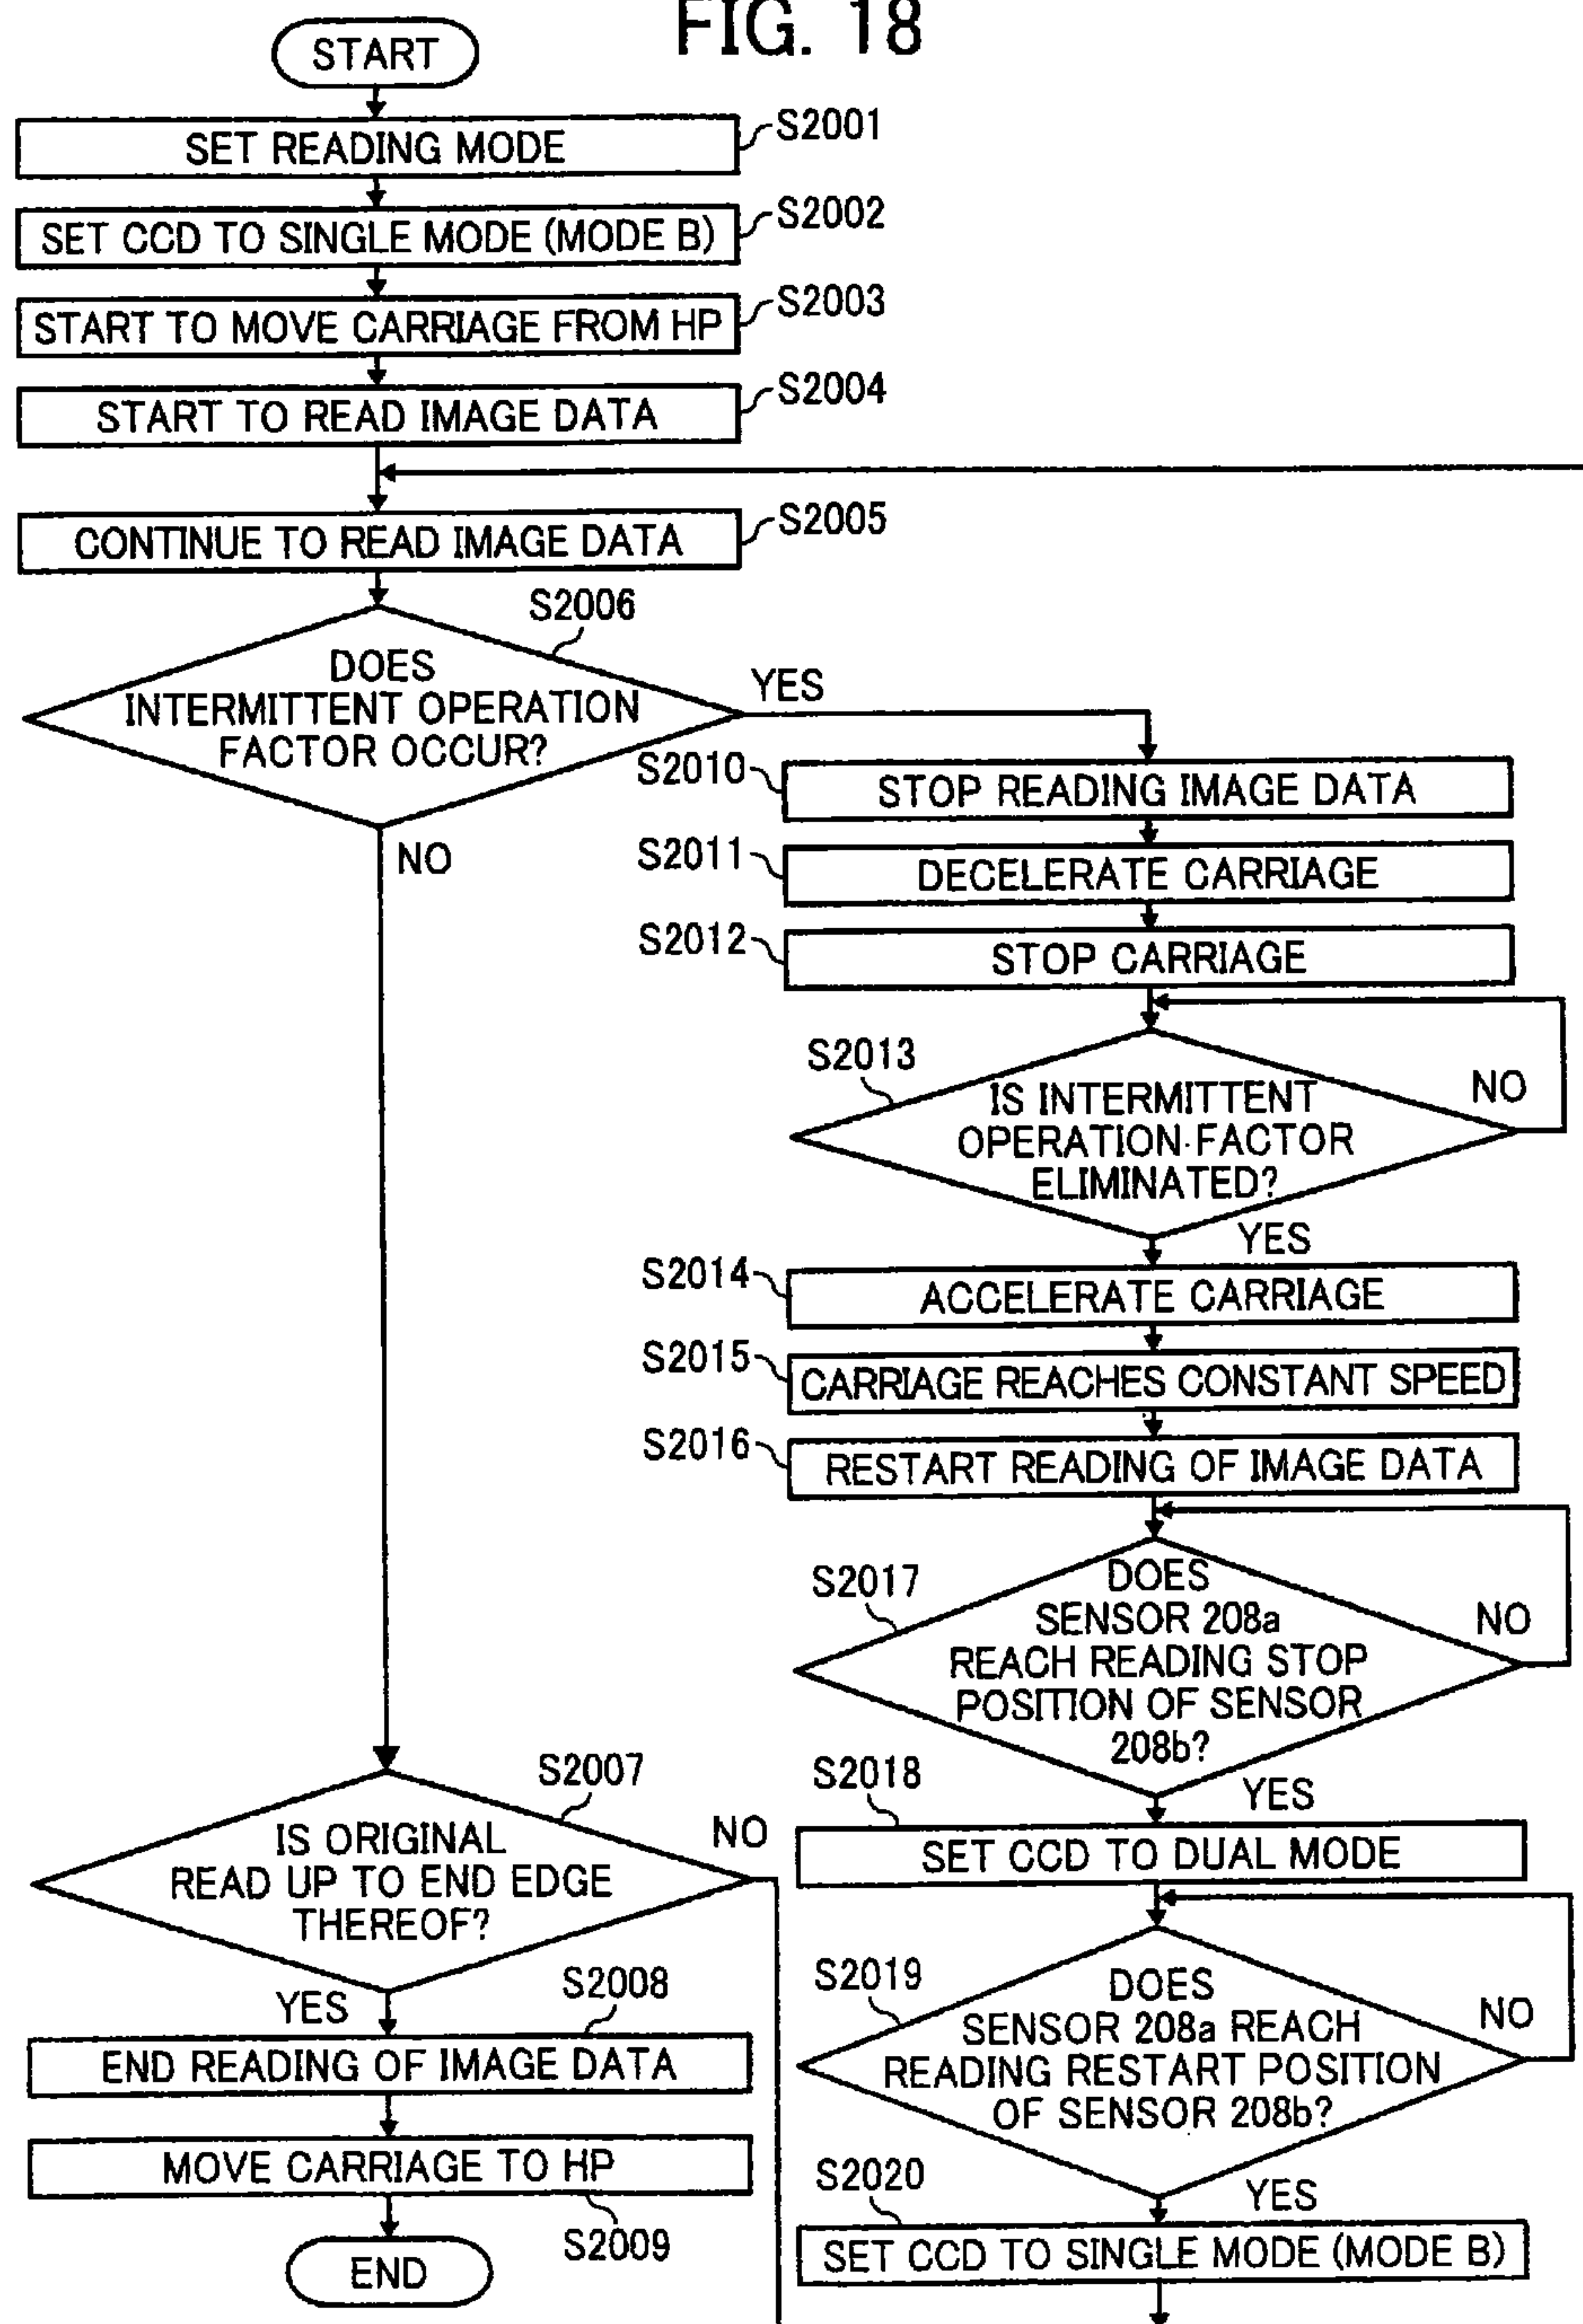 FIG. 18
START
SET READING MODE
S2001
SET CCD TO SINGLE MODE (MODE B)
S2002
START TO MOVE CARRIAGE FROM HP
S2003
START TO READ IMAGE DATA
S2004
CONTINUE TO READ IMAGE DATA
S2005
S2006
DOES
INTERMITTENT OPERATION
FACTOR OCCUR?
YES
NO
S2010
STOP READING IMAGE DATA
S2011
DECELERATE CARRIAGE
S2012
STOP CARRIAGE
S2013
IS INTERMITTENT
OPERATION FACTOR
ELIMINATED?
NO
YES
S2014
ACCELERATE CARRIAGE
S2015
CARRIAGE REACHES CONSTANT SPEED
S2016
RESTART READING OF IMAGE DATA
S2017
DOES
SENSOR 208a
REACH READING STOP
POSITION OF SENSOR
208b?
NO
YES
S2018
SET CCD TO DUAL MODE
S2019
DOES
SENSOR 208a REACH
READING RESTART POSITION
OF SENSOR 208b?
NO
YES
S2020
SET CCD TO SINGLE MODE (MODE B)
S2007
IS ORIGINAL
READ UP TO END EDGE
THEREOF?
NO
YES
S2008
END READING OF IMAGE DATA
MOVE CARRIAGE TO HP
S2009
END